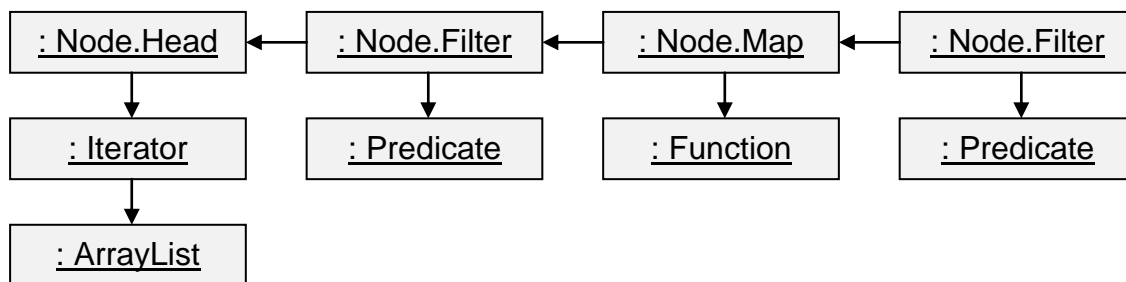 : Node.Head
: Node.Filter
: Node.Map
: Node.Filter
: Iterator
: Predicate
: Function
: Predicate
: ArrayList